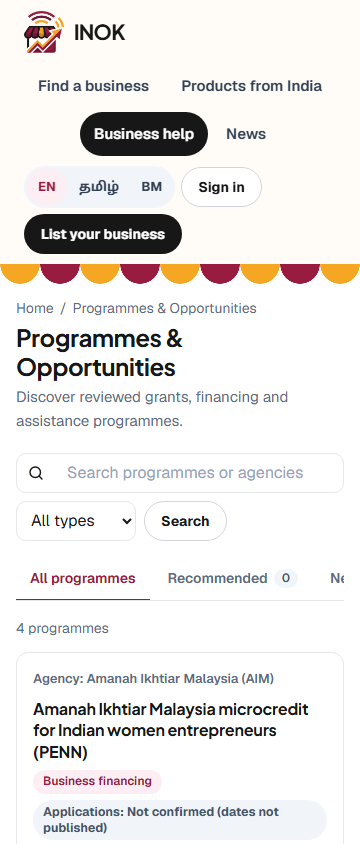 INOK
Find a business Products from India
Business help News
EN தமிழ் BM Sign in
List your business
Home / Programmes & Opportunities
Programmes &
Opportunities
Discover reviewed grants, financing and
assistance programmes.
Search programmes or agencies
All types Search
All programmes Recommended 0 Ne
4 programmes
Agency: Amanah Ikhtiar Malaysia (AIM)
Amanah Ikhtiar Malaysia microcredit
for Indian women entrepreneurs
(PENN)
Business financing
Applications: Not confirmed (dates not
published)